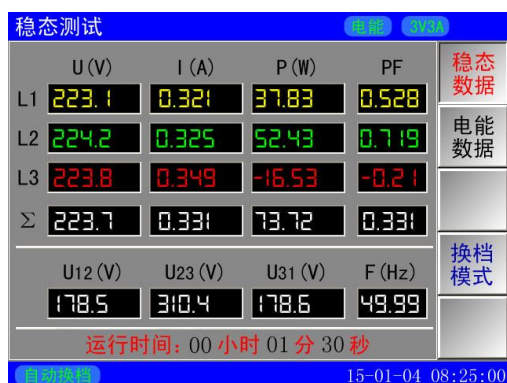 稳态测试 电能 3V3A
U(V) I(A) P(W) PF
L1 223.1 0.321 37.83 0.528
L2 224.2 0.325 52.43 0.719
L3 223.8 0.349 -16.53 -0.21
Σ 223.7 0.331 73.72 0.331
U12(V) U23(V) U31(V) F(Hz)
178.5 310.4 178.6 49.99
运行时间: 00 小时 01 分 30 秒
自动换档 15-01-04 08:25:00
稳态
数据
电能
数据
换档
模式